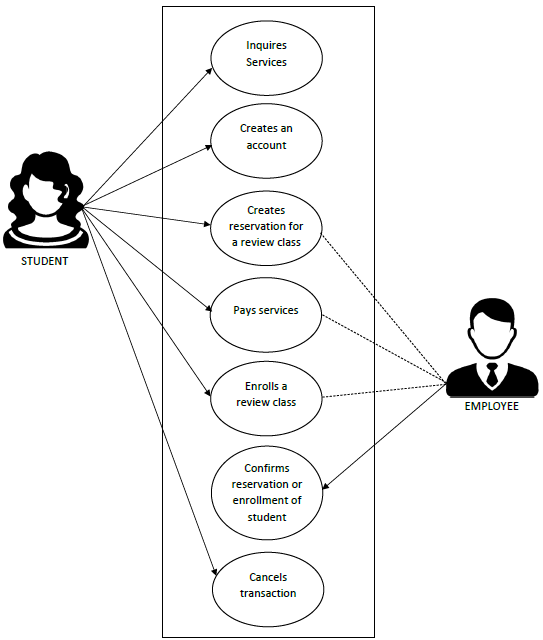 Inquires
Services
Creates an
account
Creates
reservation for
a review class
STUDENT
Pays services
Enrolls a
review class
EMPLOYEE
Confirms
reservation or
enrollment of
student
Cancels
transaction